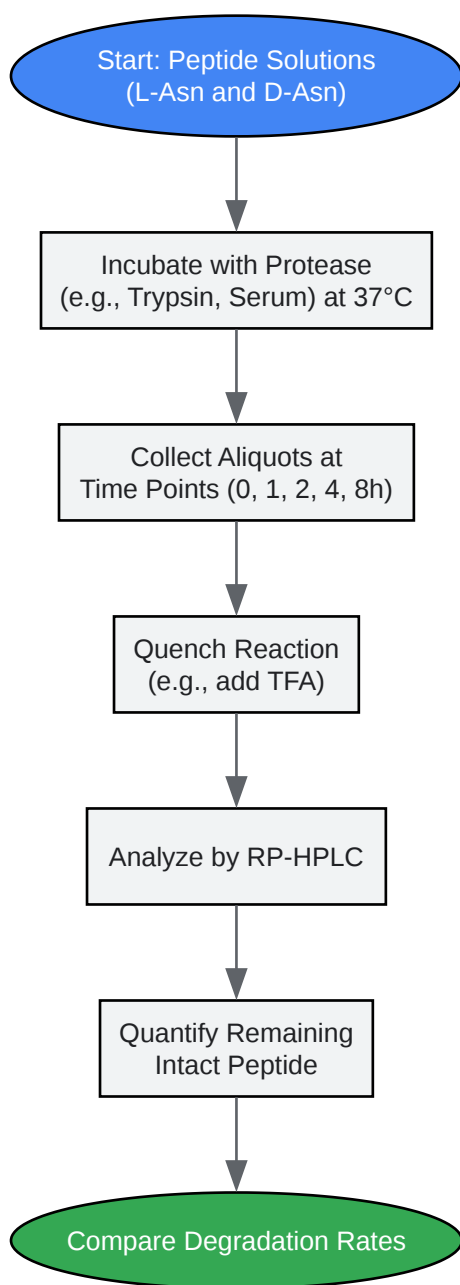 Start: Peptide Solutions
(L-Asn and D-Asn)
Incubate with Protease
(e.g., Trypsin, Serum) at 37°C
Collect Aliquots at
Time Points (0, 1, 2, 4, 8h)
Quench Reaction
(e.g., add TFA)
Analyze by RP-HPLC
Quantify Remaining
Intact Peptide
Compare Degradation Rates